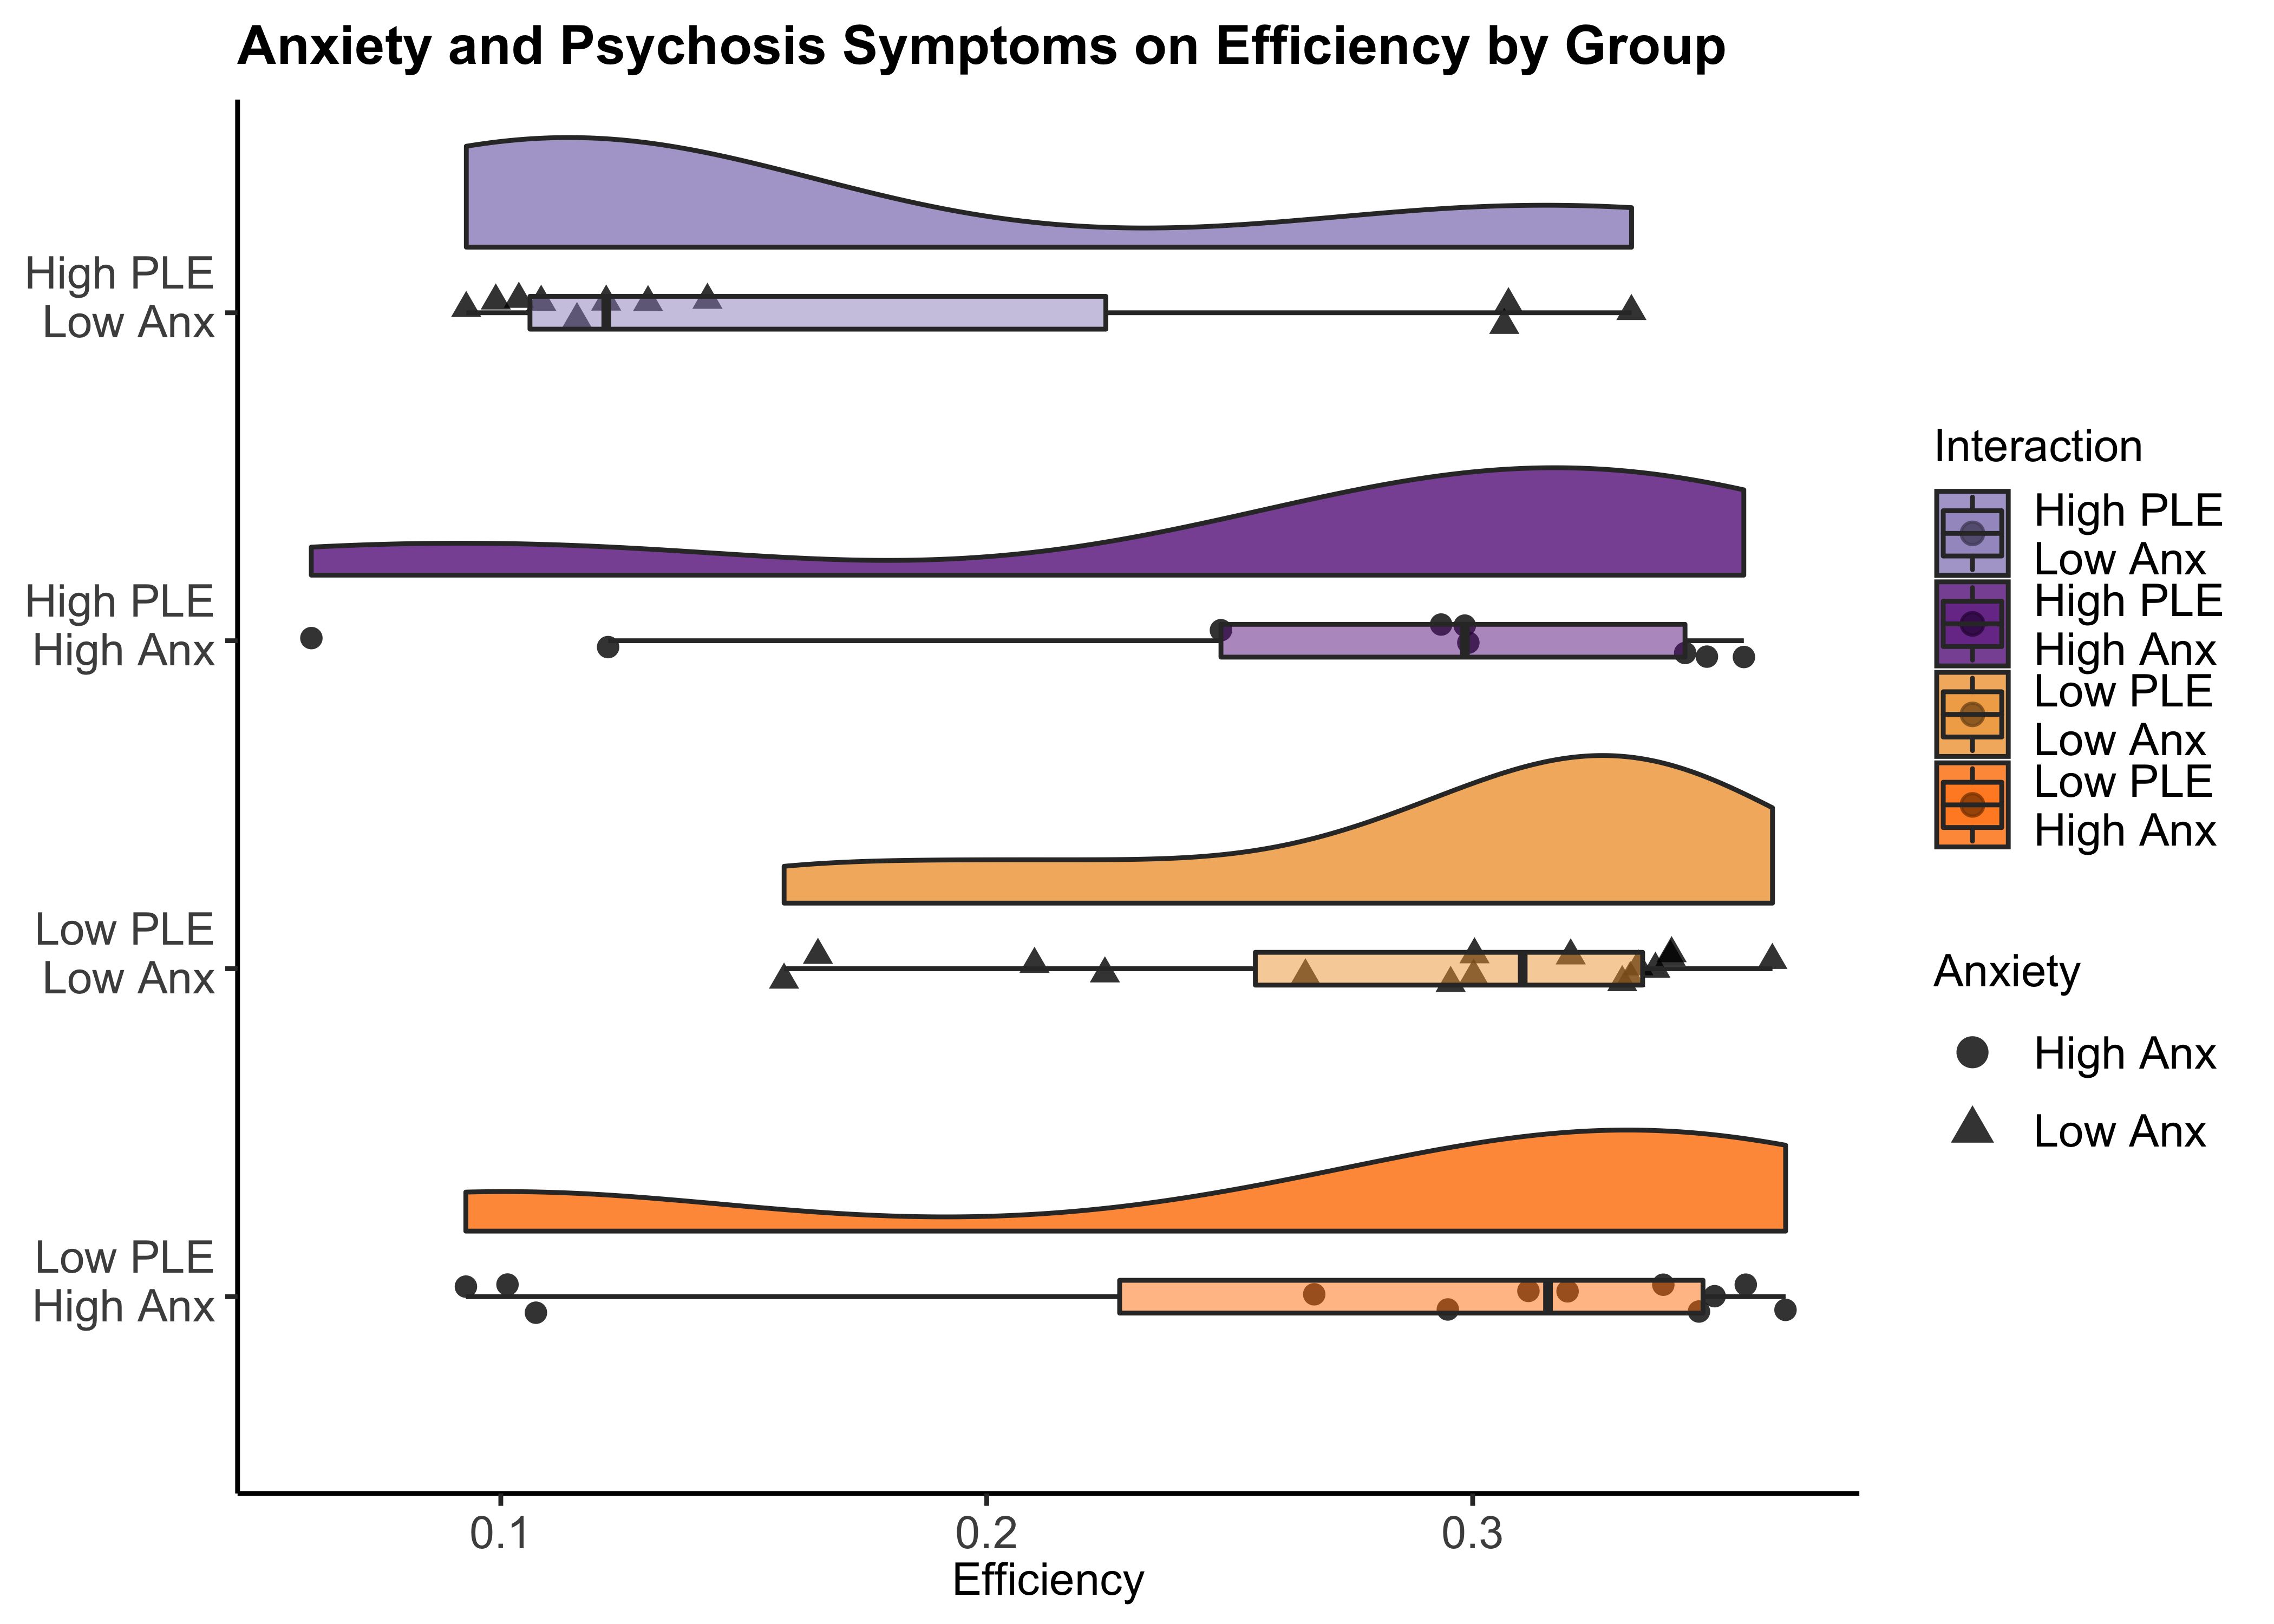 Anxiety and Psychosis Symptoms on Efficiency by Group
High PLE
Low Anx
High PLE
High Anx
Low PLE
Low Anx
Low PLE
High Anx
0.1
0.2
0.3
Efficiency
Interaction
High PLE
Low Anx
High PLE
High Anx
Low PLE
Low Anx
Low PLE
High Anx
Anxiety
High Anx
Low Anx